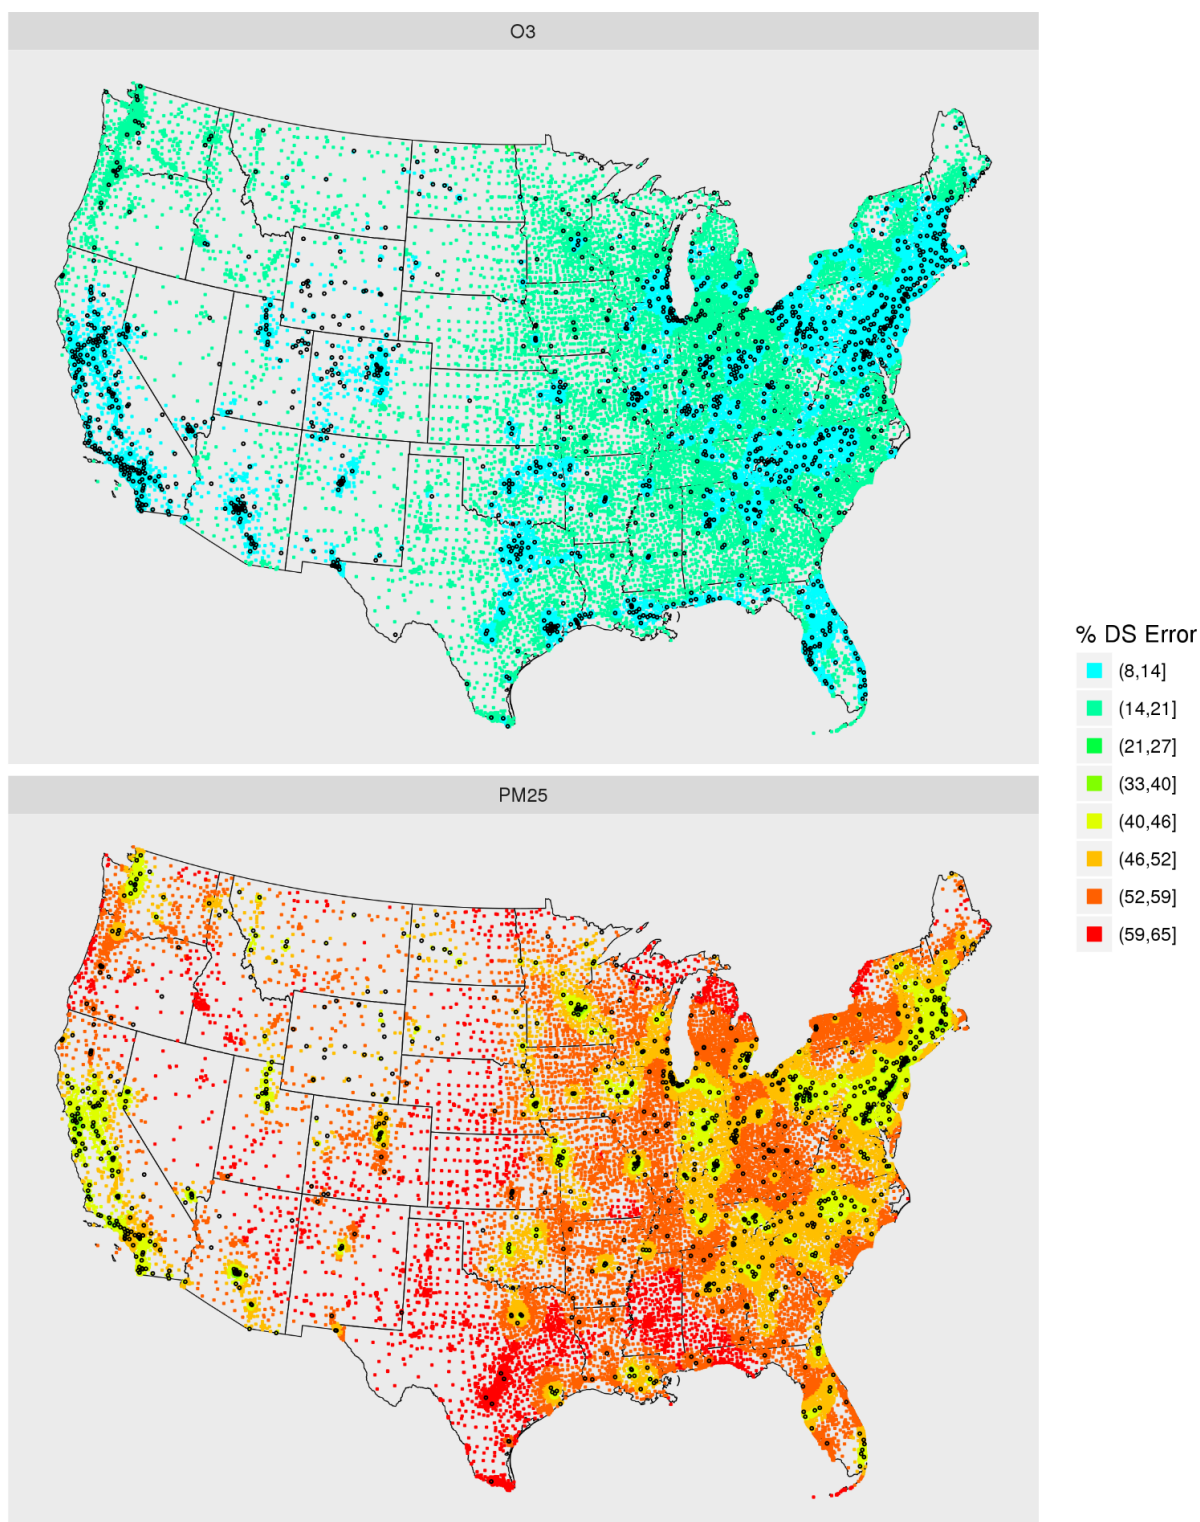 O3
% DS Error
(8,14]
(14,21]
(21,27]
(33,40]
(40,46]
(46,52]
(52,59]
(59,65]
PM25